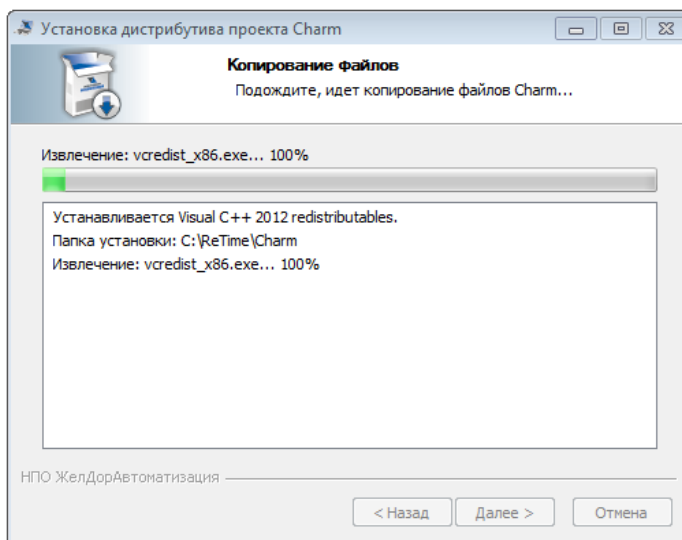 Установка дистрибутива проекта Charm
Копирование файлов
Подождите, идет копирование файлов Charm...
Извлечение: vcredist_x86.exe... 100%
Устанавливается Visual C++ 2012 redistributables.
Папка установки: C:\ReTime\Charm
Извлечение: vcredist_x86.exe... 100%
НПО ЖелДорАвтоматизация
< Назад
Далее >
Отмена